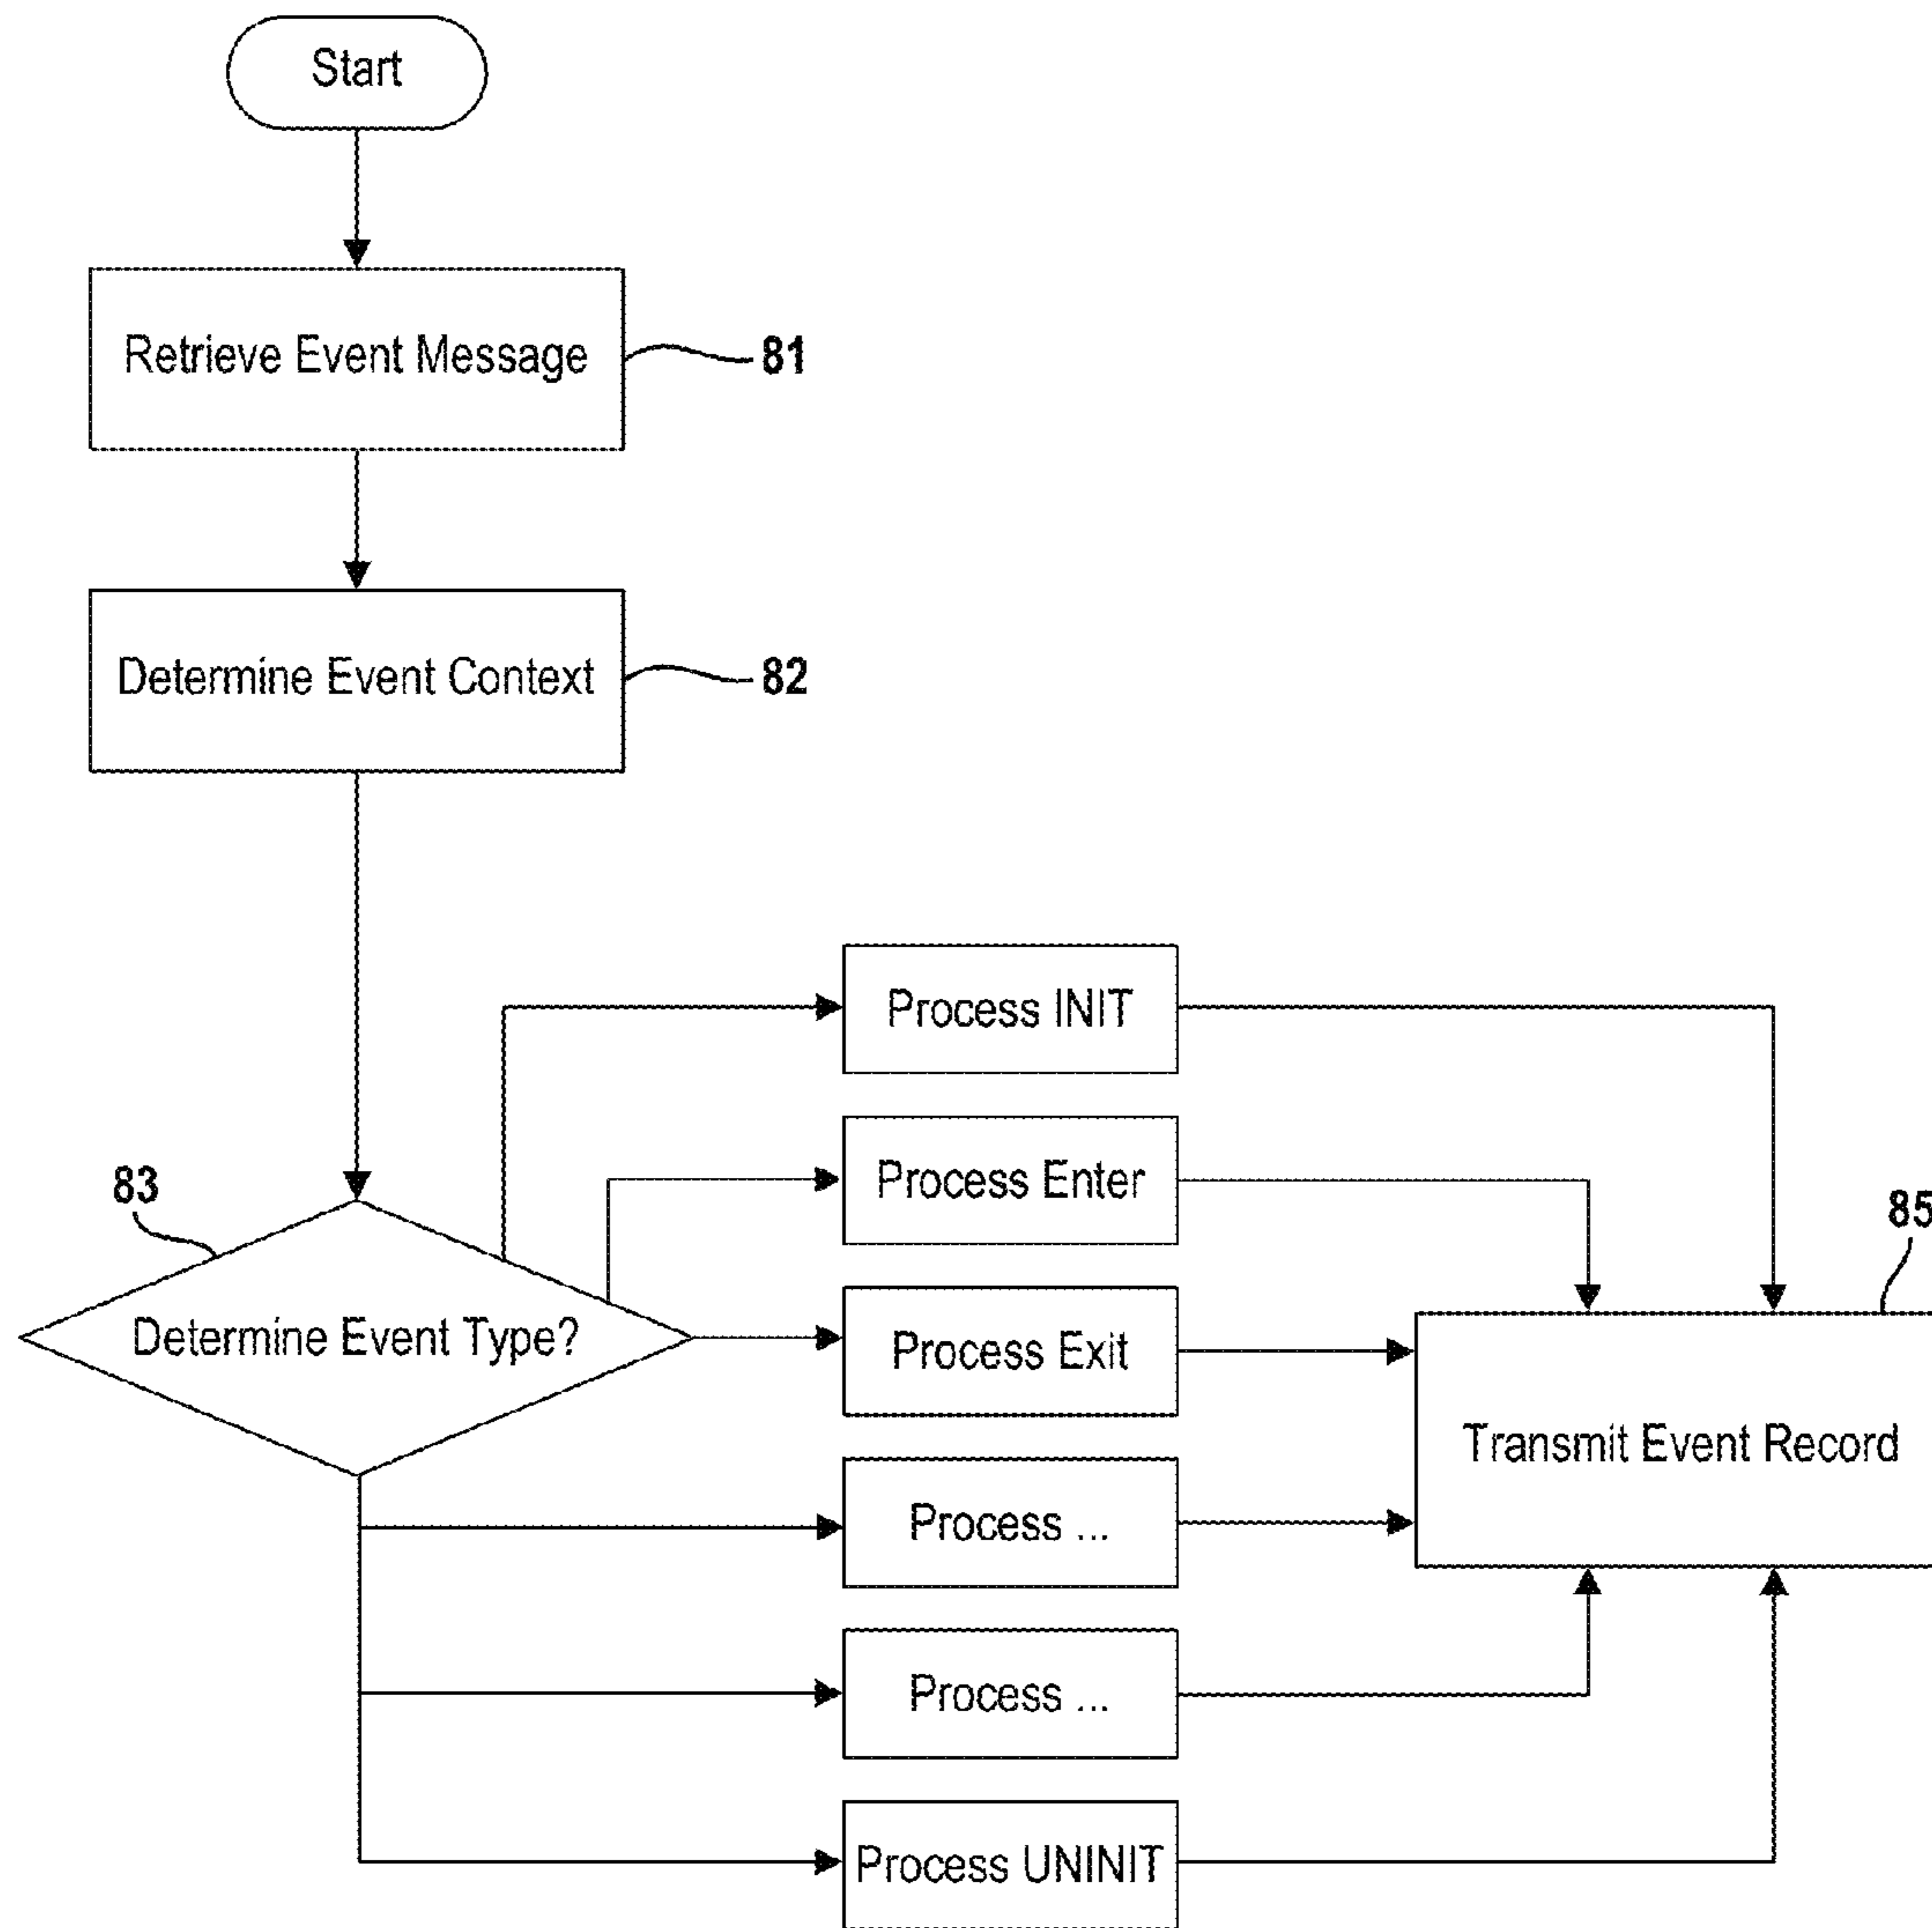 Start
Retrieve Event Message
81
Determine Event Context
82
Process INIT
Process Enter
83
85
Determine Event Type?
Process Exit
Transmit Event Record
Process ...
Process ...
Process UNINIT